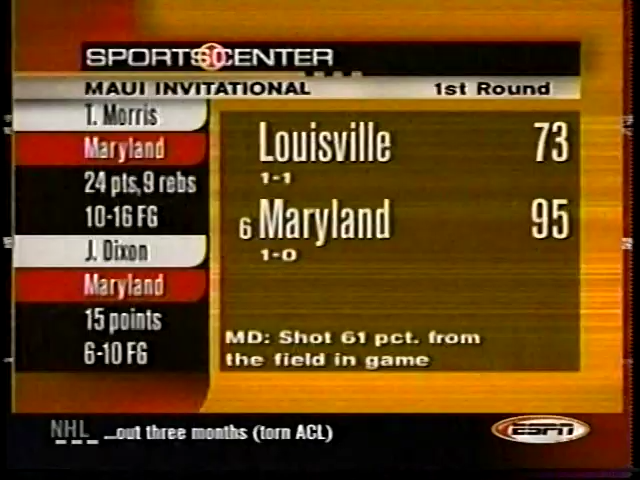 SPORTSCENTER
MAUI INVITATIONAL 1st Round
T. Morris
Maryland
24 pts, 9 rebs
10-16 FG
J. Dixon
Maryland
15 points
6-10 FG
Louisville 73
1-1
6 Maryland 95
1-0
MD: Shot 61 pct. from
the field in game
NHL ...out three months (torn ACL)
ESPN